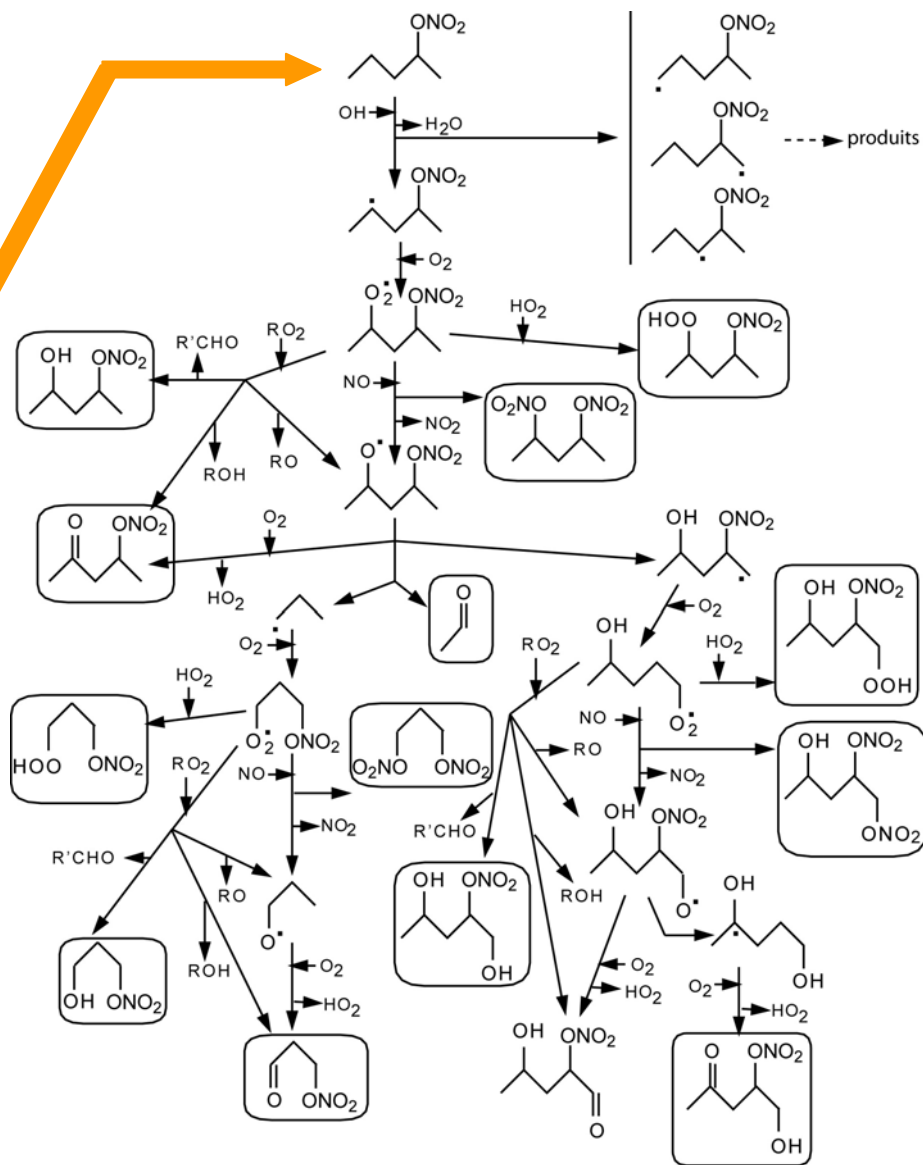 ONO2
ONO2
OH
H2O
ONO2
produits
ONO2
ONO2
O2
O2• ONO2
HO2
HOO ONO2
R'CHO
RO2
OH ONO2
NO
NO2
O2NO ONO2
ROH
RO
O• ONO2
O ONO2
O2
HO2
OH ONO2
O
O2
O2
OH ONO2
OOH
HO2
RO2
OH
HO2
O2•
HOO ONO2
O2• ONO2
O2NO ONO2
NO
RO
NO2
OH ONO2
ONO2
RO2
NO
NO2
R'CHO
OH ONO2
R'CHO
RO
O•
OH ONO2
OH
ROH
O•
OH
OH
ROH
O2
HO2
O2
HO2
O2
HO2
OH ONO2
O ONO2
OH ONO2
O
O ONO2
OH